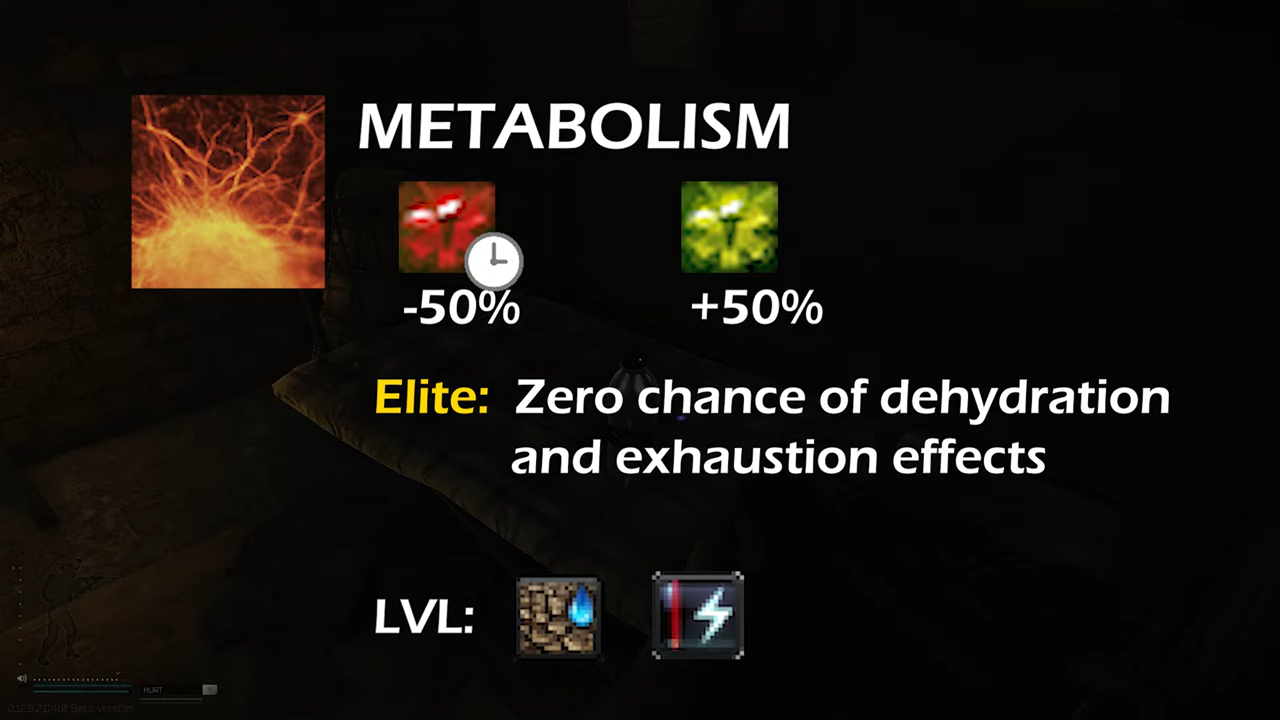 METABOLISM
-50% +50%
Elite: Zero chance of dehydration
and exhaustion effects
LVL:
HURT